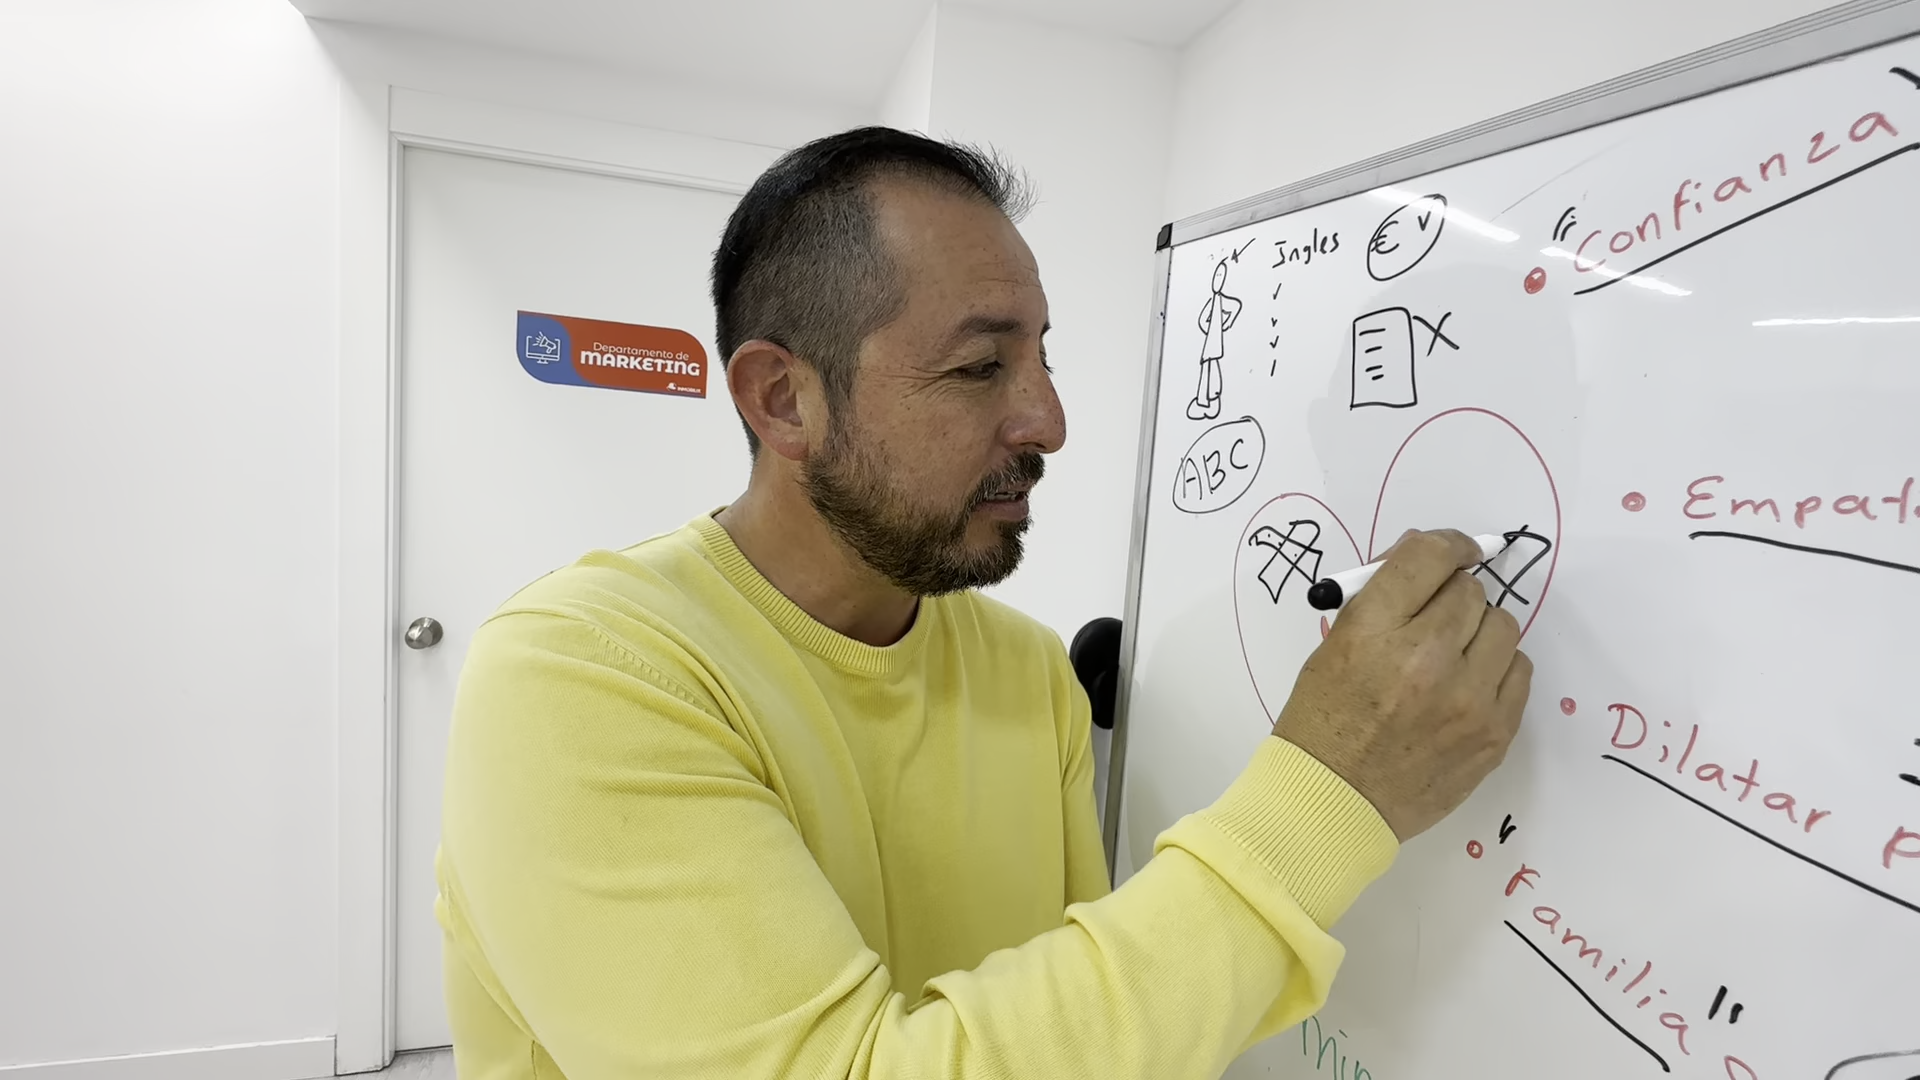 Departamento de
MARKETING
Ingles
€
ABC
"Confianza
• Empat
• Dilatar P
• "Familia"